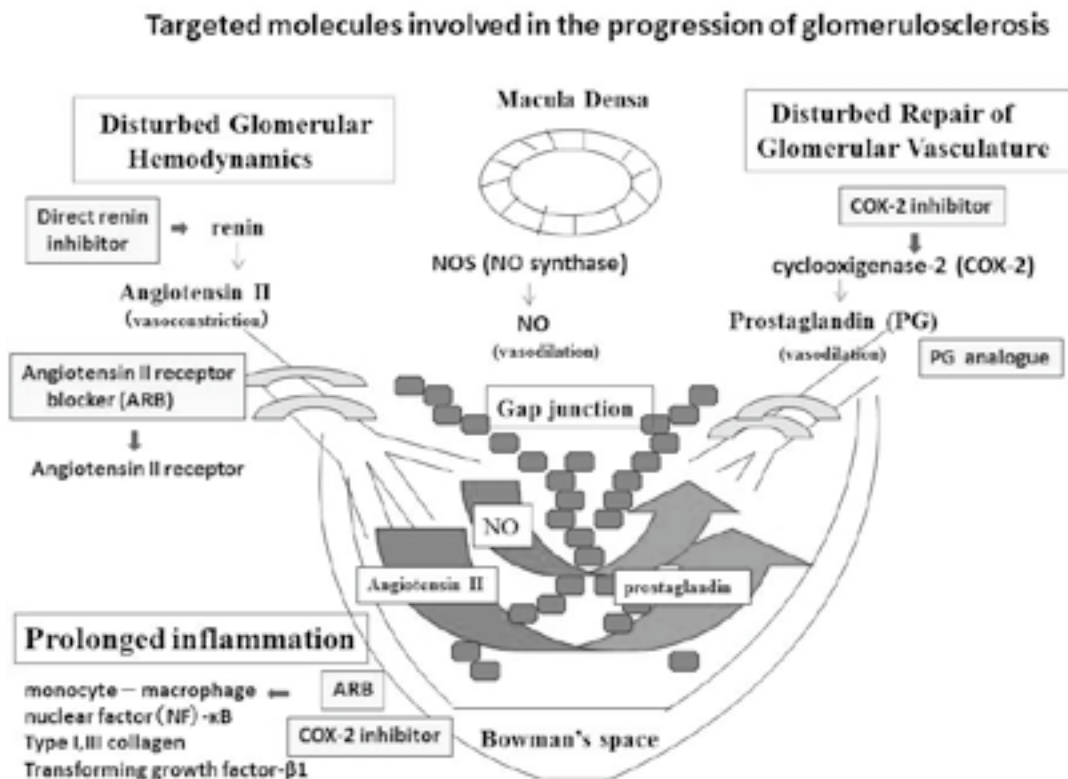 Targeted molecules involved in the progression of glomerulosclerosis
Disturbed Glomerular
Hemodynamics
Direct renin
inhibitor
renin
Angiotensin II
(vasoconstriction)
Angiotensin II receptor
blocker (ARB)
Angiotensin II receptor
Macula Densa
NOS (NO synthase)
NO
(vasodilation)
Gap junction
Disturbed Repair of
Glomerular Vasculature
COX-2 inhibitor
cyclooxigenase-2 (COX-2)
Prostaglandin (PG)
(vasodilation)
PG analogue
NO
Angiotensin II
prostaglandin
Prolonged inflammation
monocyte – macrophage
ARB
nuclear factor (NF) -κB
COX-2 inhibitor
Type I,III collagen
Transforming growth factor-β1
Bowman's space